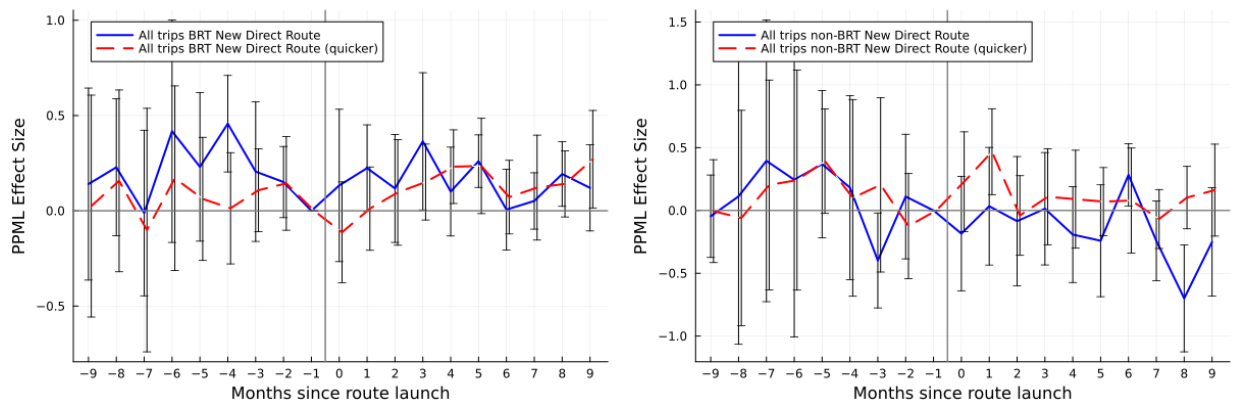 1.0
0.5
0.0
−0.5
PPML Effect Size
All trips BRT New Direct Route
All trips BRT New Direct Route (quicker)
−9 −8 −7 −6 −5 −4 −3 −2 −1 0 1 2 3 4 5 6 7 8 9
Months since route launch
1.5
1.0
0.5
0.0
−0.5
−1.0
PPML Effect Size
All trips non-BRT New Direct Route
All trips non-BRT New Direct Route (quicker)
−9 −8 −7 −6 −5 −4 −3 −2 −1 0 1 2 3 4 5 6 7 8 9
Months since route launch